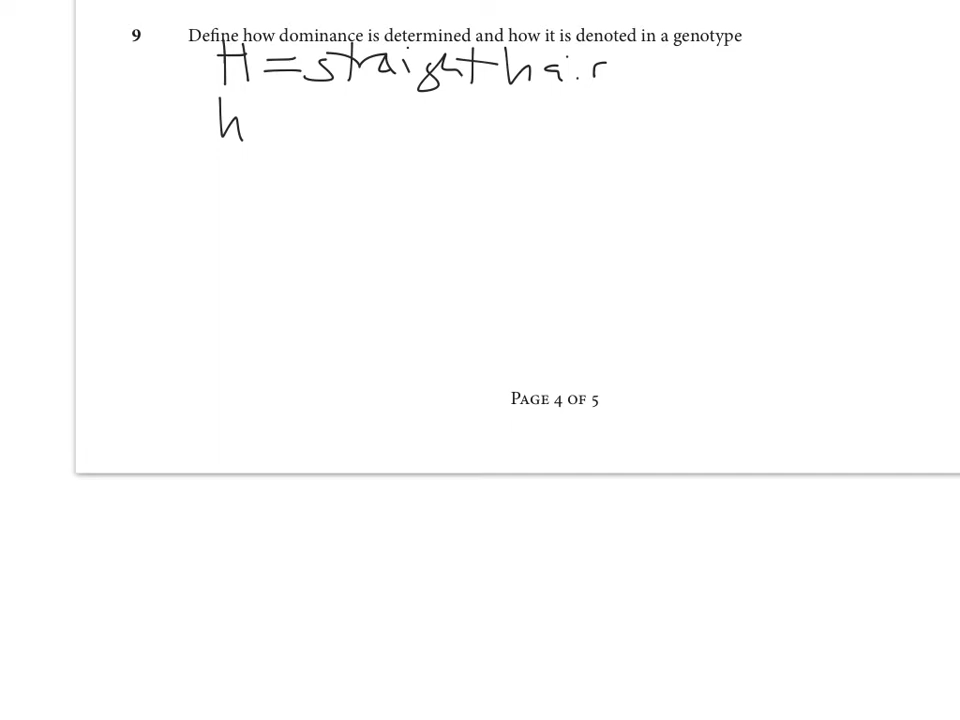 9 Define how dominance is determined and how it is denoted in a genotype
H = straight hair
h
Page 4 of 5